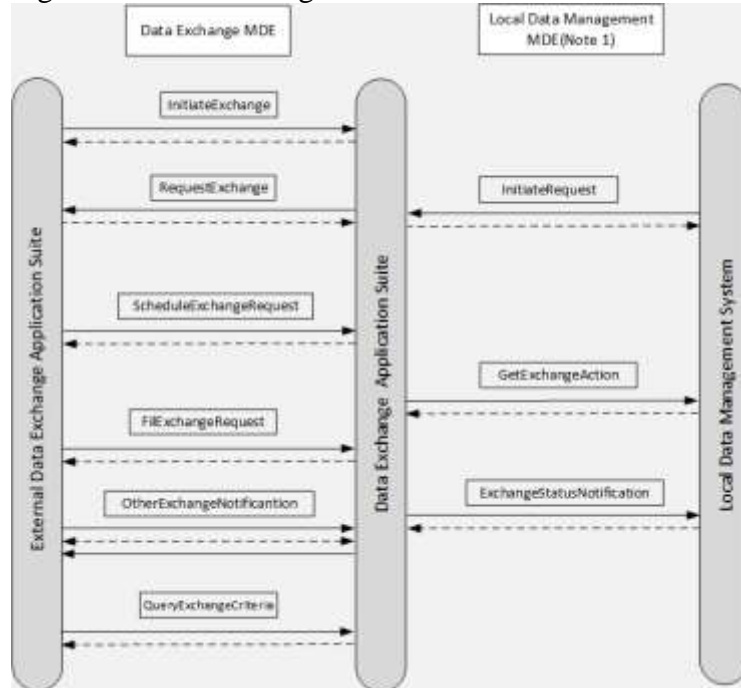 Data Exchange MDE
Local Data Management
MDE(Note 1)
InitiateExchange
RequestExchange
InitiateRequest
ScheduleExchangeRequest
GetExchangeAction
FilExchangeRequest
ExchangeStatusNotification
OtherExchangeNotificantion
QueryExchangeCriteria
External Data Exchange Application Suite
Data Exchange Application Suite
Local Data Management System